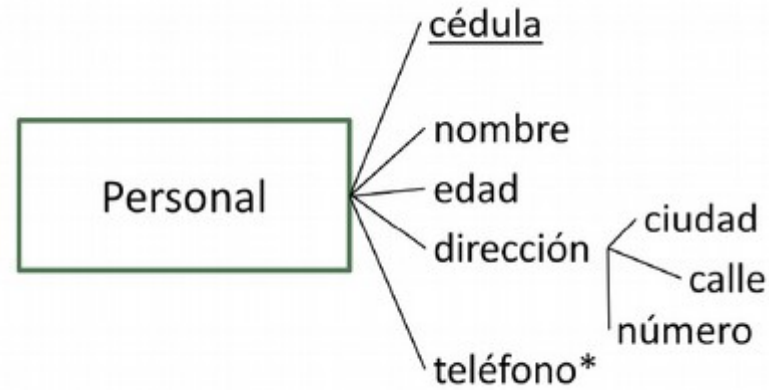 cédula
nombre
Personal
edad
dirección
ciudad
calle
número
teléfono*